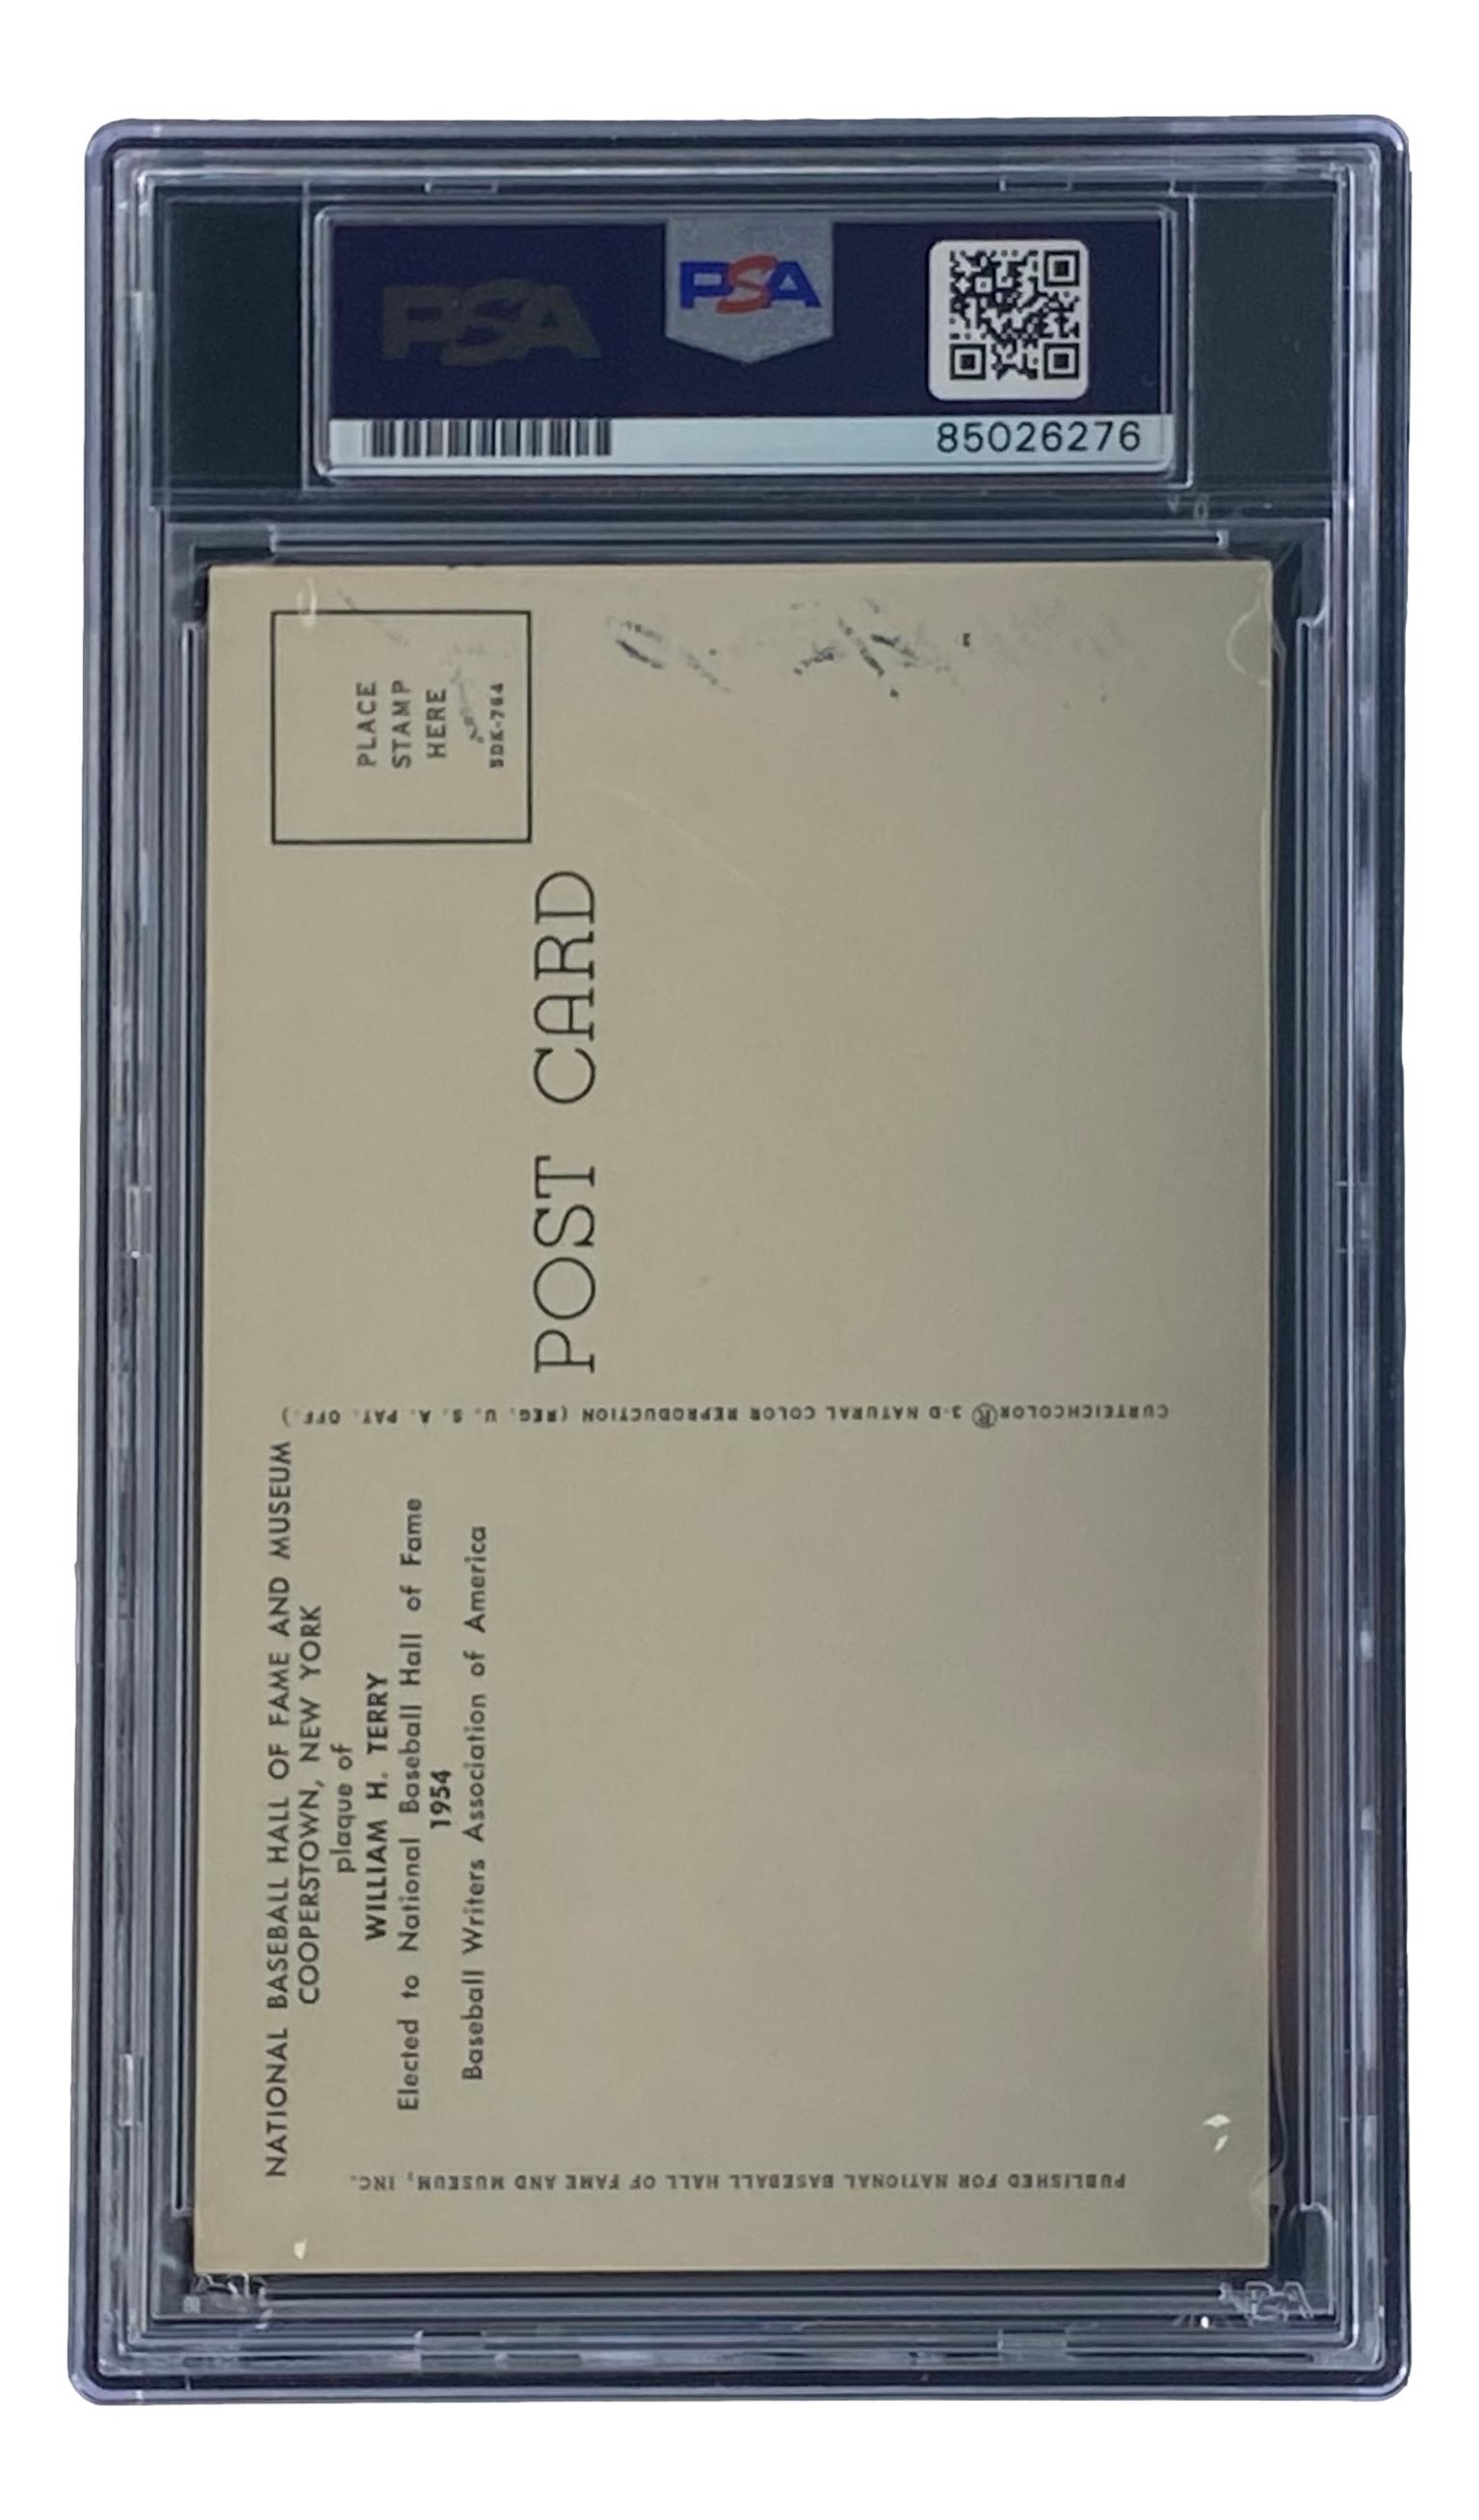 PSA
PSA
85026276
PLACE
STAMP
HERE
5DK-764
POST CARD
CURTEICHCOLOR® 3-D NATURAL COLOR REPRODUCTION (REG. U. S. A. PAT. OFF.)
NATIONAL BASEBALL HALL OF FAME AND MUSEUM
COOPERSTOWN, NEW YORK
plaque of
WILLIAM H. TERRY
Elected to National Baseball Hall of Fame
1954
Baseball Writers Association of America
PUBLISHED FOR NATIONAL BASEBALL HALL OF FAME AND MUSEUM, INC.
PSA